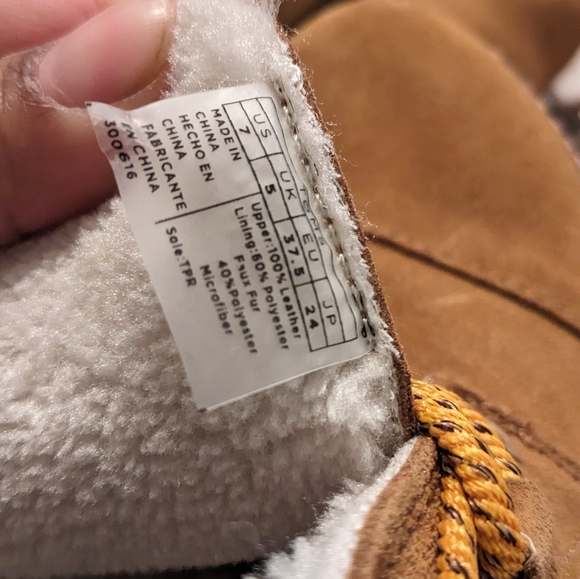 US UK EU JP
7 5 37.5 24
MADE IN
CHINA
HECHO EN
CHINA
FABRICANTE
EN CHINA
300616
Upper:100% Leather
Lining:60% Polyester
Faux Fur
40%Polyester
Microfiber
Sole:TPR